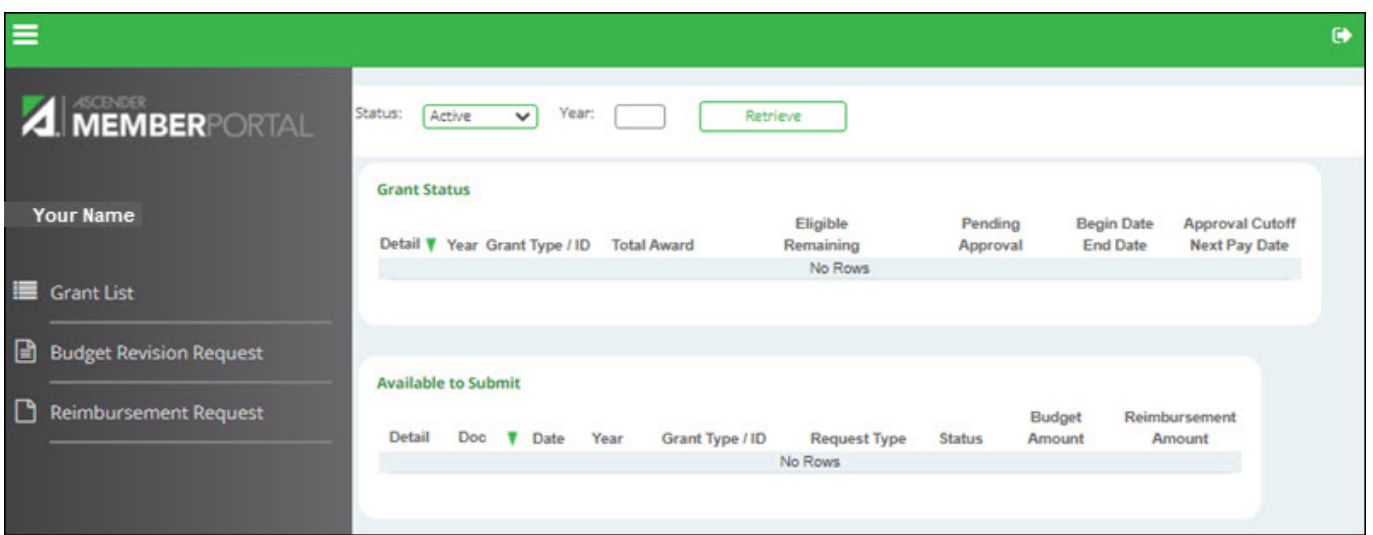 ASCENDER
MEMBERPORTAL
Your Name
Grant List
Budget Revision Request
Reimbursement Request
Status: Active Year: Retrieve
Grant Status
Detail Year Grant Type / ID Total Award Eligible Remaining Pending Approval Begin Date End Date Approval Cutoff Next Pay Date
No Rows
Available to Submit
Detail Doc Date Year Grant Type / ID Request Type Status Budget Amount Reimbursement Amount
No Rows